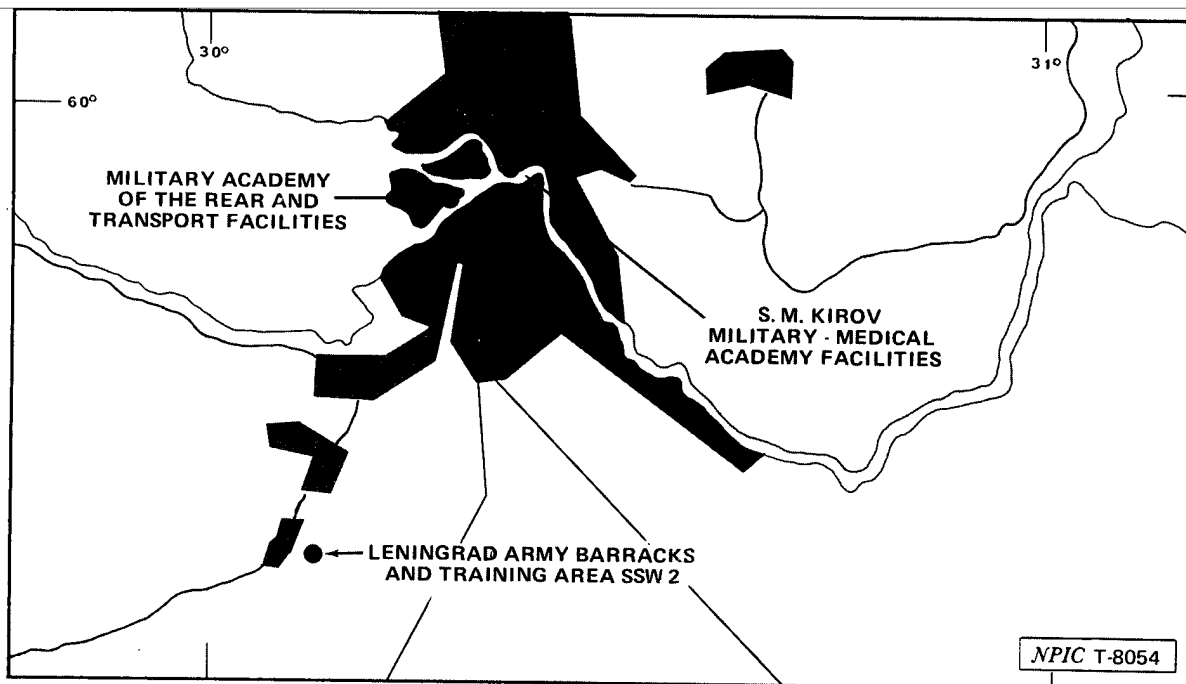 30°
31°
60°
MILITARY ACADEMY
OF THE REAR AND
TRANSPORT FACILITIES
S. M. KIROV
MILITARY - MEDICAL
ACADEMY FACILITIES
LENINGRAD ARMY BARRACKS
AND TRAINING AREA SSW 2
NPIC T-8054